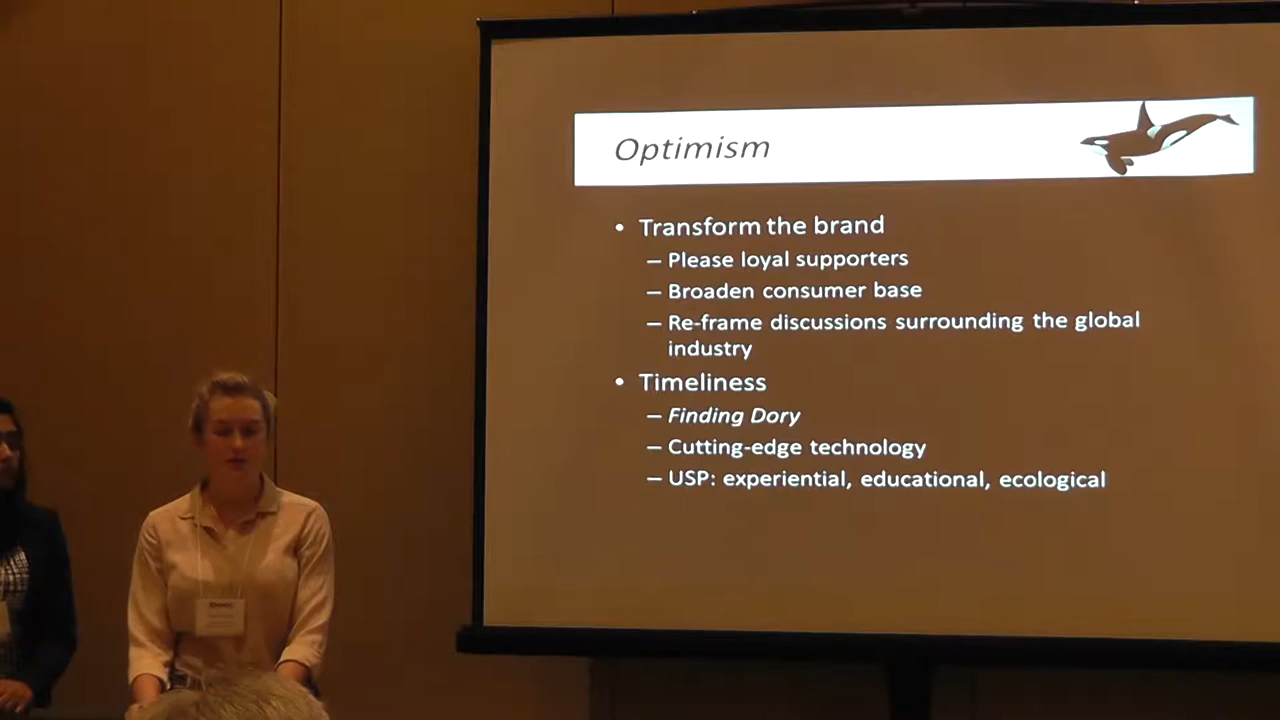 Optimism
• Transform the brand
– Please loyal supporters
– Broaden consumer base
– Re-frame discussions surrounding the global
industry
• Timeliness
– Finding Dory
– Cutting-edge technology
– USP: experiential, educational, ecological